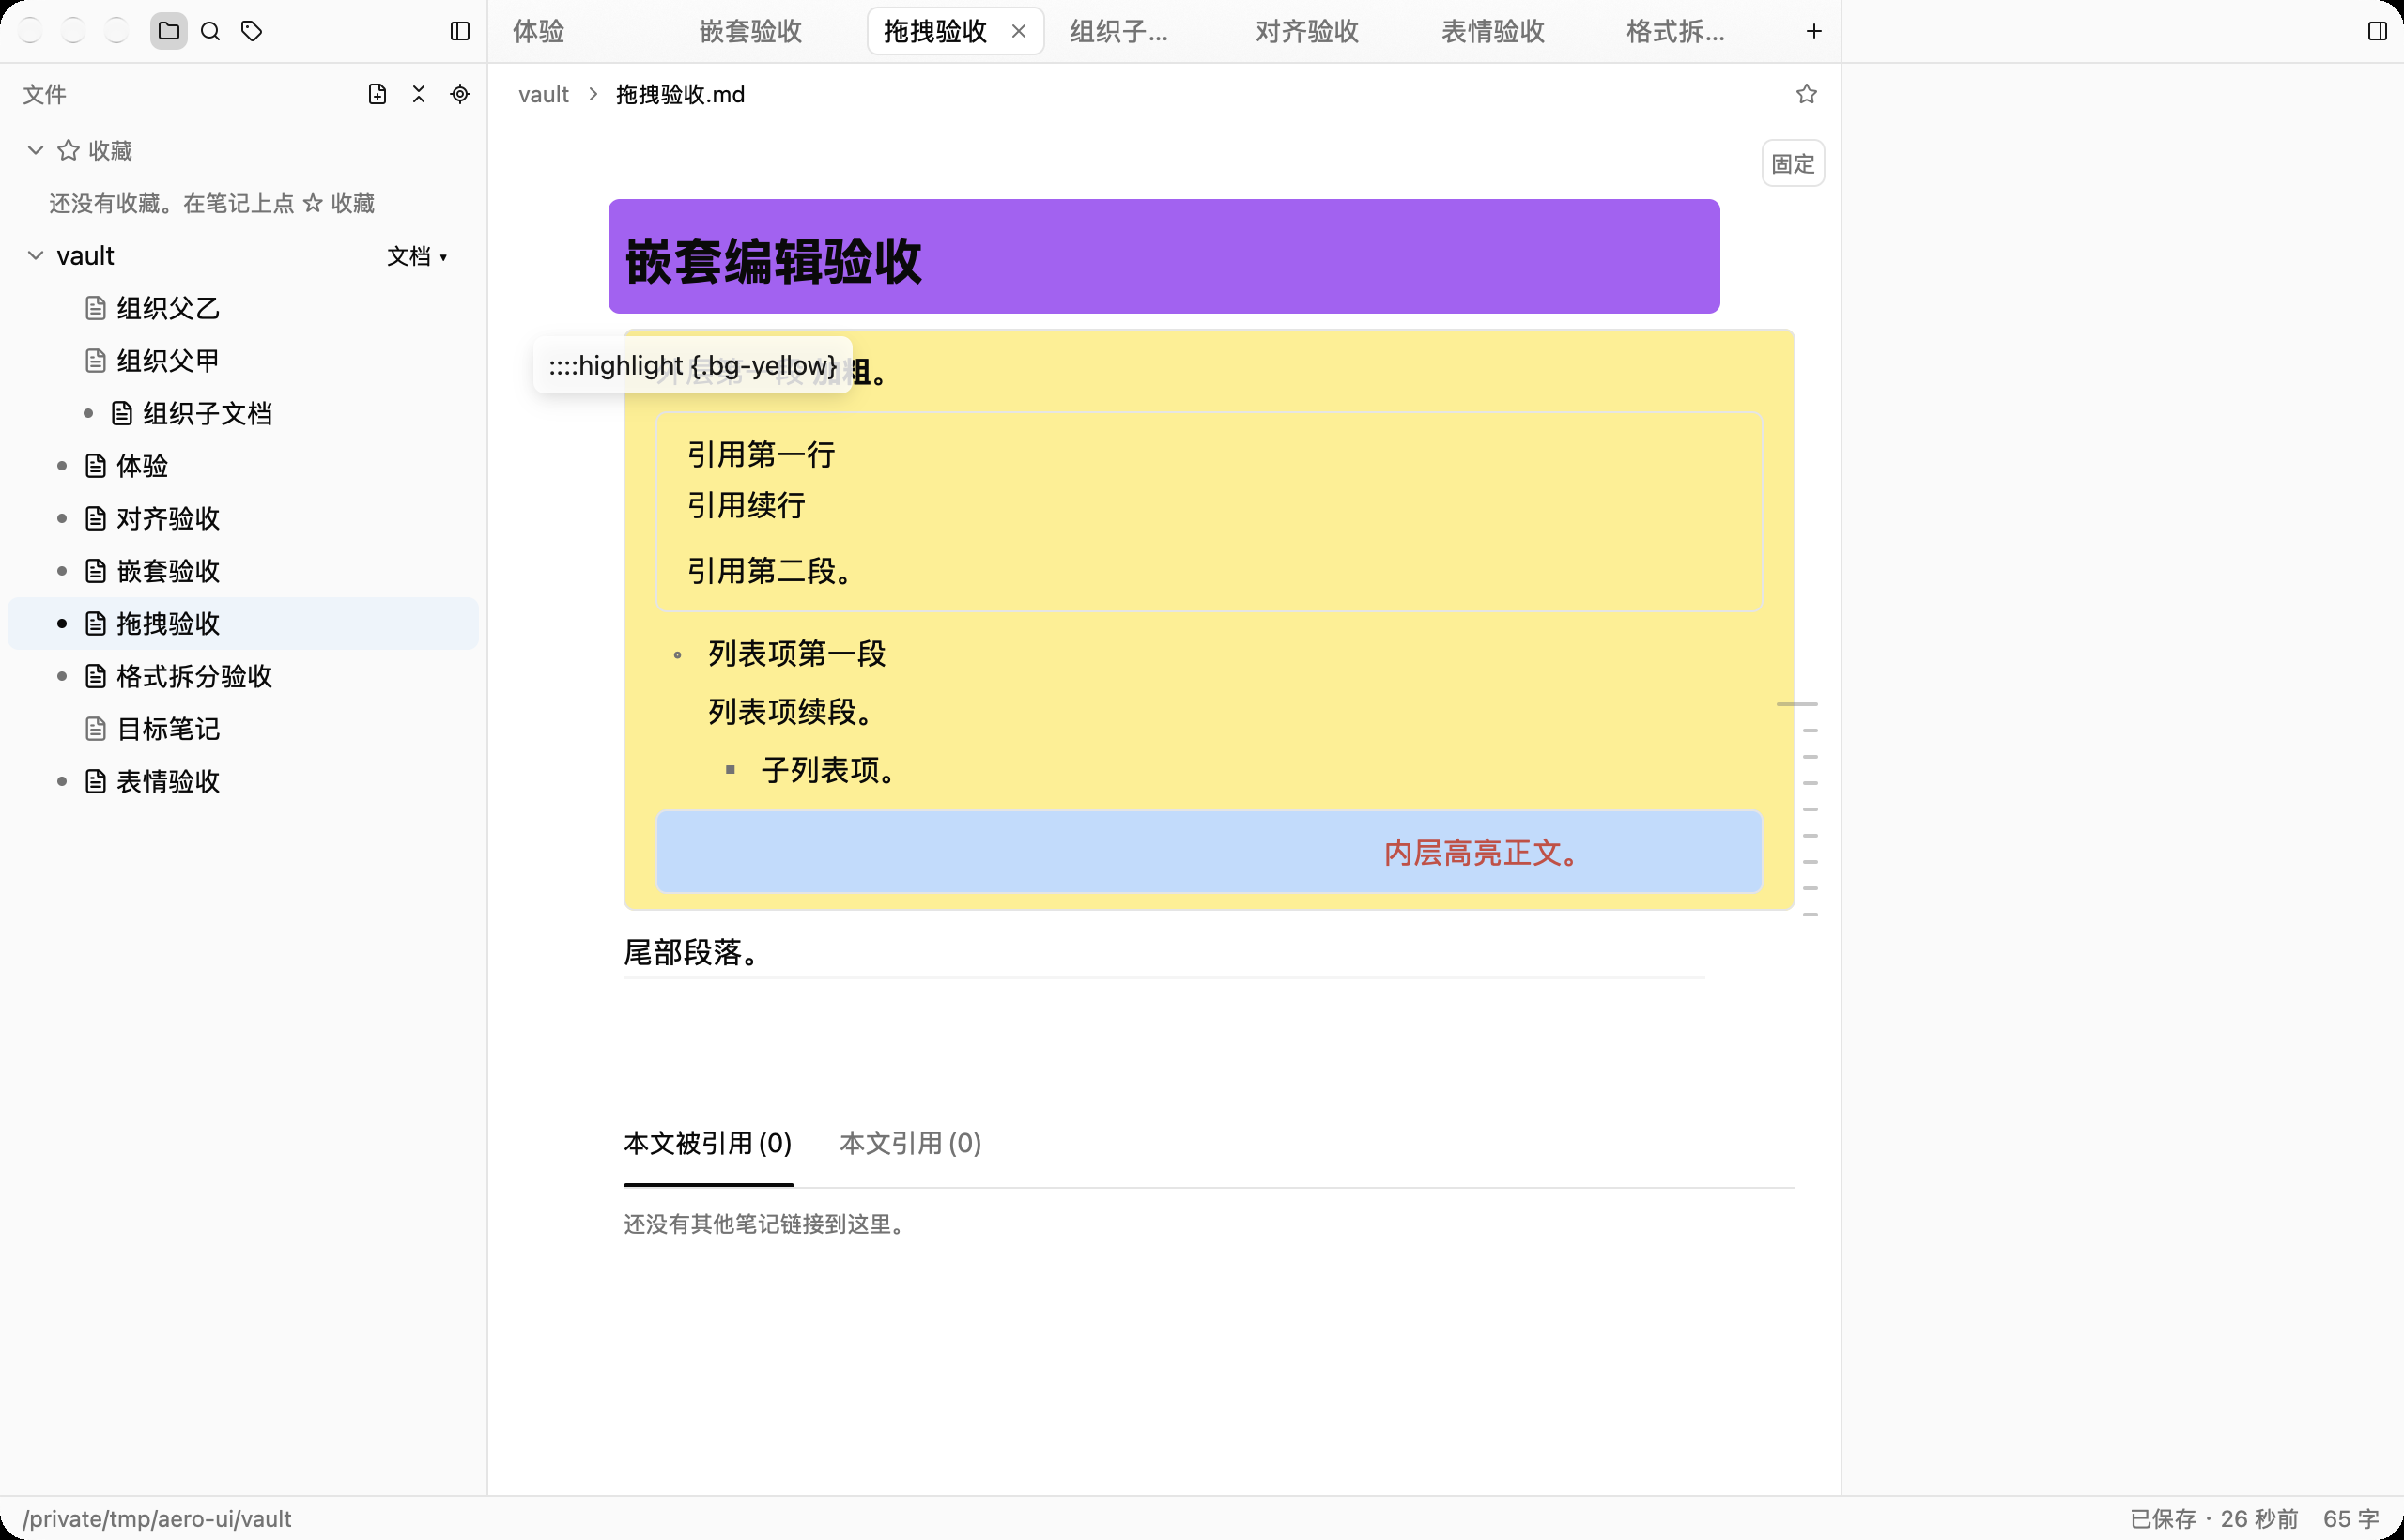 体验
嵌套验收
拖拽验收
组织子...
对齐验收
表情验收
格式拆...
文件
vault
拖拽验收.md
收藏
固定
还没有收藏。在笔记上点 ☆ 收藏
vault
文档
组织父乙
组织父甲
组织子文档
体验
对齐验收
嵌套验收
拖拽验收
格式拆分验收
目标笔记
表情验收
嵌套编辑验收
::::highlight {.bg-yellow}
粗。
引用第一行
引用续行
引用第二段。
列表项第一段
列表项续段。
子列表项。
内层高亮正文。
尾部段落。
本文被引用 (0)
本文引用 (0)
还没有其他笔记链接到这里。
/private/tmp/aero-ui/vault
已保存 · 26 秒前
65 字